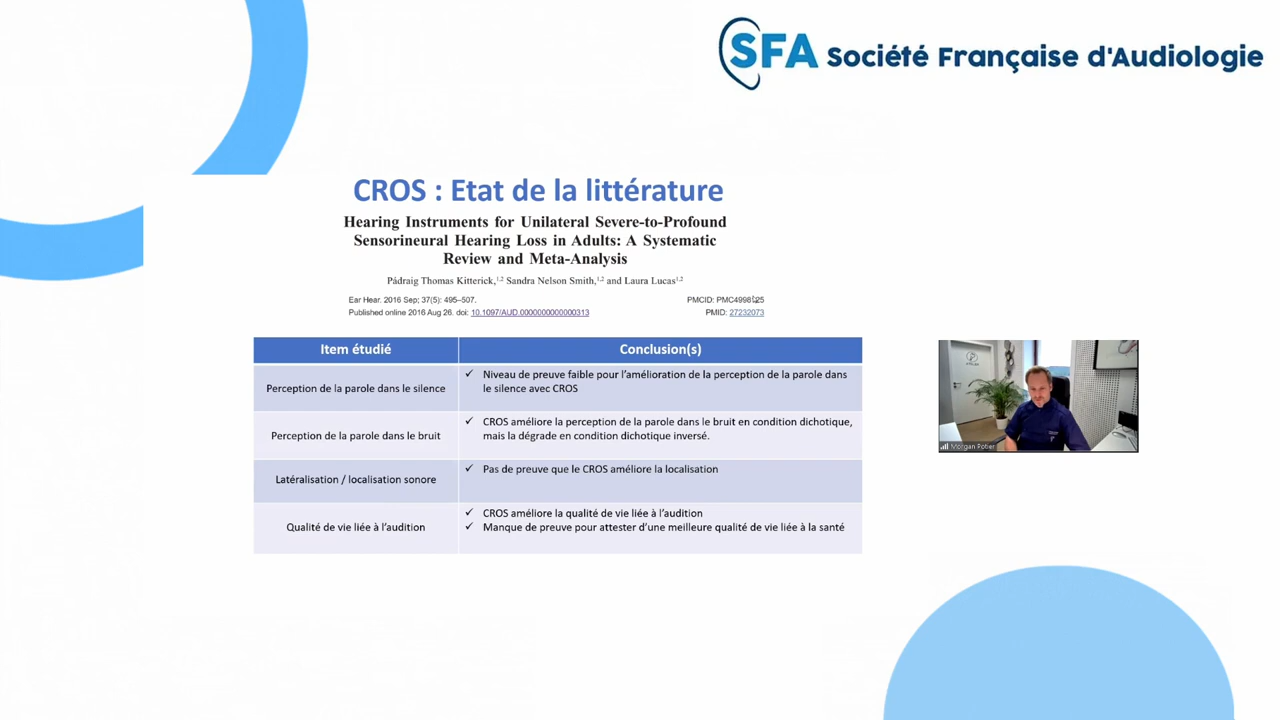 SFA Société Française d'Audiologie
CROS : Etat de la littérature
Hearing Instruments for Unilateral Severe-to-Profound
Sensorineural Hearing Loss in Adults: A Systematic
Review and Meta-Analysis
Pádraig Thomas Kitterick,1,2 Sandra Nelson Smith,1,2 and Laura Lucas1,2
Ear Hear. 2016 Sep; 37(5): 495–507.
PMCID:
Published online 2016 Aug 26. doi: 10.1097/AUD.0000000000000313
PMID: 27232073
Item étudié
Conclusion(s)
Perception de la parole dans le silence
✓ Niveau de preuve faible pour l'amélioration de la perception de la parole dans
le silence avec CROS
Perception de la parole dans le bruit
✓ CROS améliore la perception de la parole dans le bruit en condition dichotique,
mais la dégrade en condition dichotique inversé.
Latéralisation / localisation sonore
✓ Pas de preuve que le CROS améliore la localisation
Qualité de vie liée à l'audition
✓ CROS améliore la qualité de vie liée à l'audition
✓ Manque de preuve pour attester d'une meilleure qualité de vie liée à la santé
Morgan Potier